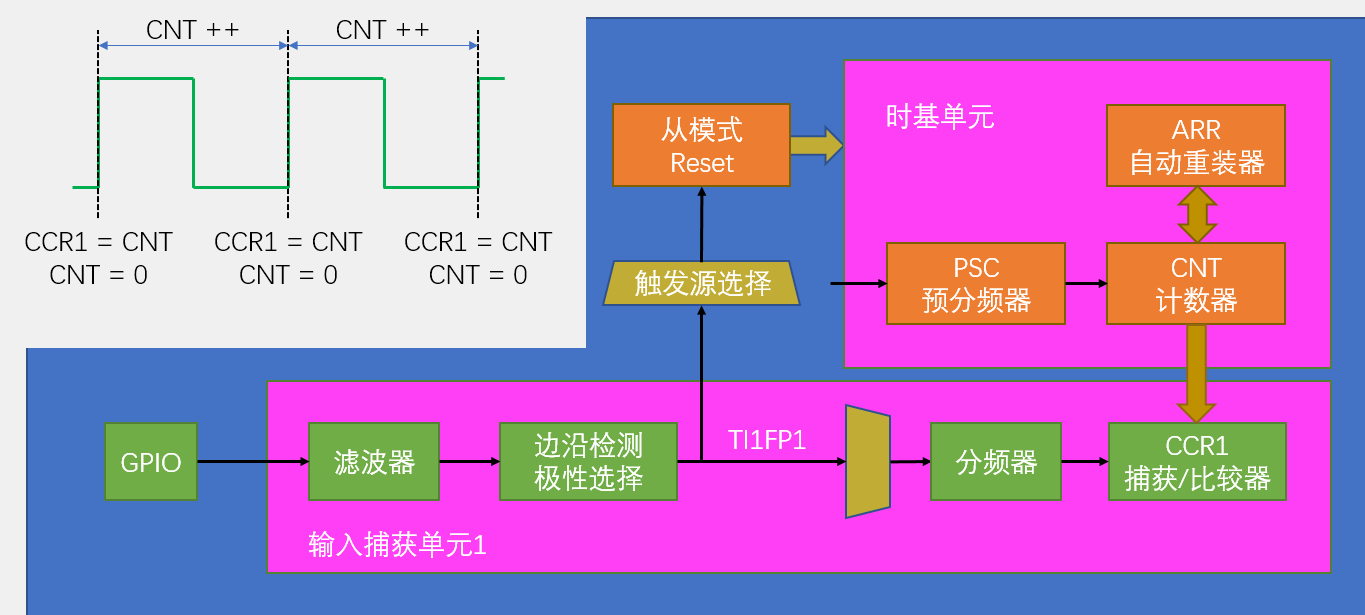 CNT ++
CNT ++
CCR1 = CNT
CNT = 0
CCR1 = CNT
CNT = 0
CCR1 = CNT
CNT = 0
从模式
Reset
时基单元
ARR
自动重装器
触发源选择
PSC
预分频器
CNT
计数器
GPIO
滤波器
边沿检测
极性选择
TI1FP1
分频器
CCR1
捕获/比较器
输入捕获单元1